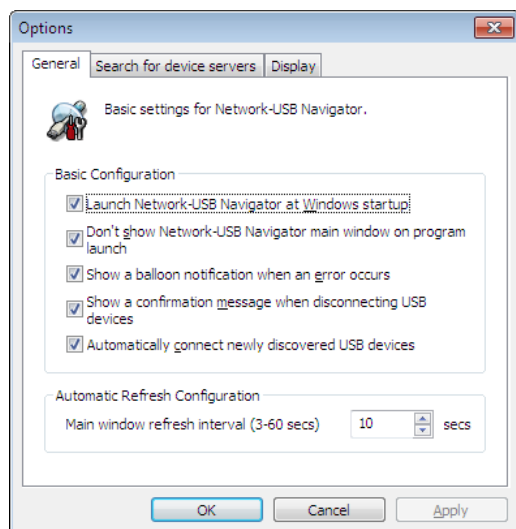 Options
General
Search for device servers
Display
Basic settings for Network-USB Navigator.
Basic Configuration
Launch Network-USB Navigator at Windows startup
Don't show Network-USB Navigator main window on program
launch
Show a balloon notification when an error occurs
Show a confirmation message when disconnecting USB
devices
Automatically connect newly discovered USB devices
Automatic Refresh Configuration
Main window refresh interval (3-60 secs) 10 secs
OK Cancel Apply